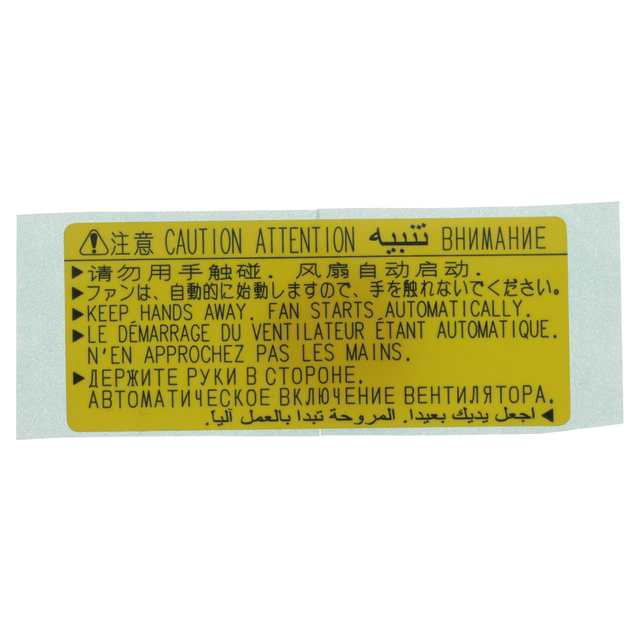 注意 CAUTION ATTENTION تنبيه ВНИМАНИЕ
▶请勿用手触碰. 风扇自动启动.
▶ファンは、自動的に始動しますので、手を触れないでください。
▶KEEP HANDS AWAY. FAN STARTS AUTOMATICALLY.
▶LE DÉMARRAGE DU VENTILATEUR ÉTANT AUTOMATIQUE.
N'EN APPROCHEZ PAS LES MAINS.
▶ДЕРЖИТЕ РУКИ В СТОРОНЕ.
АВТОМАТИЧЕСКОЕ ВКЛЮЧЕНИЕ ВЕНТИЛЯТОРА.
◀ اجعل يديك بعيدا. المروحة تبدا بالعمل آليا.